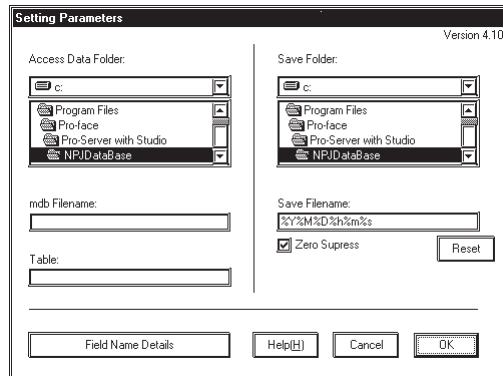 Setting Parameters
Version 4.10
Access Data Folder:
c:
Program Files
Pro-face
Pro-Server with Studio
NPJDataBase
mdb Filename:
Table:
Save Folder:
c:
Program Files
Pro-face
Pro-Server with Studio
NPJDataBase
Save Filename:
%Y%M%D%h%m%s
Zero Supress
Reset
Field Name Details
Help(H)
Cancel
OK